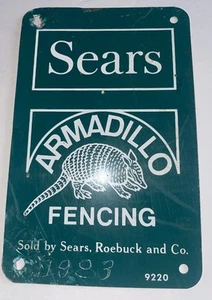 Sears
ARMADILLO
FENCING
Sold by Sears, Roebuck and Co.
9220